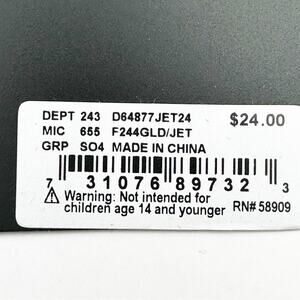 DEPT 243 D64877JET24 $24.00
MIC 655 F244GLD/JET
GRP SO4 MADE IN CHINA
7 31076 89732 3
Warning: Not intended for
children age 14 and younger RN# 58909